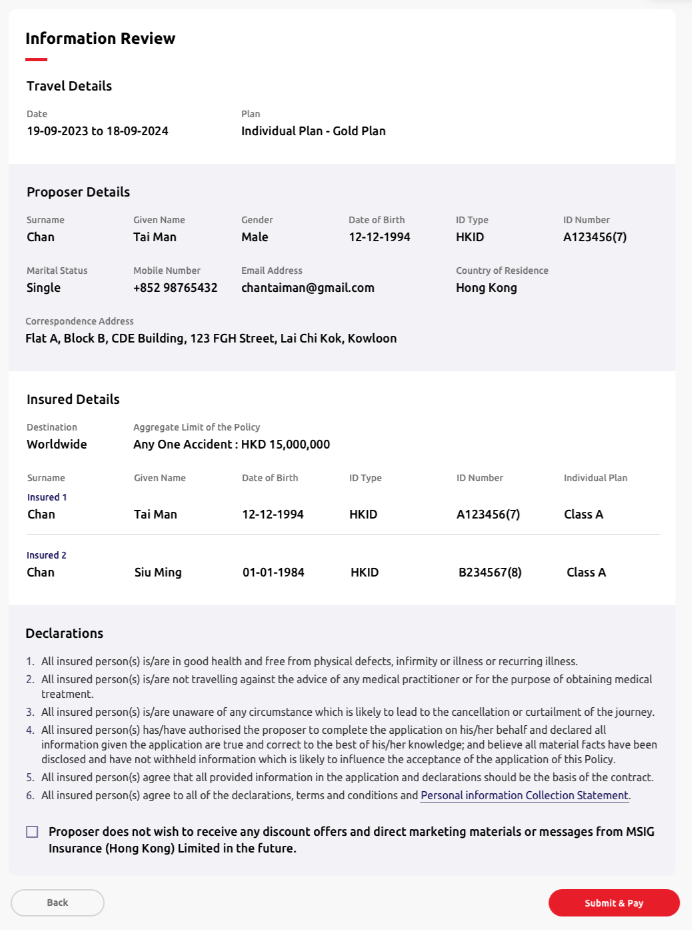 Information Review
Travel Details
Date Plan
19-09-2023 to 18-09-2024 Individual Plan - Gold Plan
Proposer Details
Surname Given Name Gender Date of Birth ID Type ID Number
Chan Tai Man Male 12-12-1994 HKID A123456(7)
Marital Status Mobile Number Email Address Country of Residence
Single +852 98765432 chantaiman@gmail.com Hong Kong
Correspondence Address
Flat A, Block B, CDE Building, 123 FGH Street, Lai Chi Kok, Kowloon
Insured Details
Destination Aggregate Limit of the Policy
Worldwide Any One Accident : HKD 15,000,000
Surname Given Name Date of Birth ID Type ID Number Individual Plan
Insured 1
Chan Tai Man 12-12-1994 HKID A123456(7) Class A
Insured 2
Chan Siu Ming 01-01-1984 HKID B234567(8) Class A
Declarations
1. All insured person(s) is/are in good health and free from physical defects, infirmity or illness or recurring illness.
2. All insured person(s) is/are not travelling against the advice of any medical practitioner or for the purpose of obtaining medical
treatment.
3. All insured person(s) is/are unaware of any circumstance which is likely to lead to the cancellation or curtailment of the journey.
4. All insured person(s) has/have authorised the proposer to complete the application on his/her behalf and declared all
information given the application are true and correct to the best of his/her knowledge; and believe all material facts have been
disclosed and have not withheld information which is likely to influence the acceptance of the application of this Policy.
5. All insured person(s) agree that all provided information in the application and declarations should be the basis of the contract.
6. All insured person(s) agree to all of the declarations, terms and conditions and Personal information Collection Statement.
Proposer does not wish to receive any discount offers and direct marketing materials or messages from MSIG
Insurance (Hong Kong) Limited in the future.
Back Submit & Pay